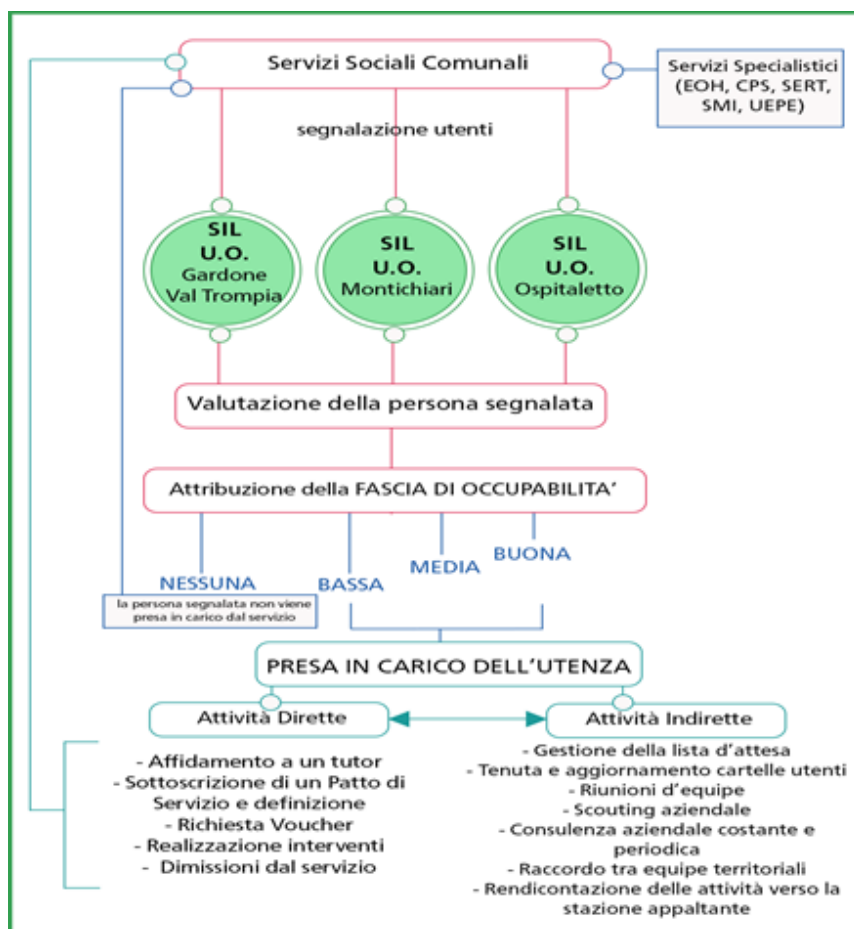 Servizi Sociali Comunali
Servizi Specialistici
(EOH, CPS, SERT,
SMI, UEPE)
segnalazione utenti
SIL
U.O.
Gardone
Val Trompia
SIL
U.O.
Montichiari
SIL
U.O.
Ospitaletto
Valutazione della persona segnalata
Attribuzione della FASCIA DI OCCUPABILITA’
NESSUNA
BASSA
MEDIA
BUONA
la persona segnalata non viene
presa in carico dal servizio
PRESA IN CARICO DELL’UTENZA
Attività Dirette
Attività Indirette
- Affidamento a un tutor
- Sottoscrizione di un Patto di
Servizio e definizione
- Richiesta Voucher
- Realizzazione interventi
- Dimissioni dal servizio
- Gestione della lista d’attesa
- Tenuta e aggiornamento cartelle utenti
- Riunioni d’equipe
- Scouting aziendale
- Consulenza aziendale costante e
periodica
- Raccordo tra equipe territoriali
- Rendicontazione delle attività verso la
stazione appaltante